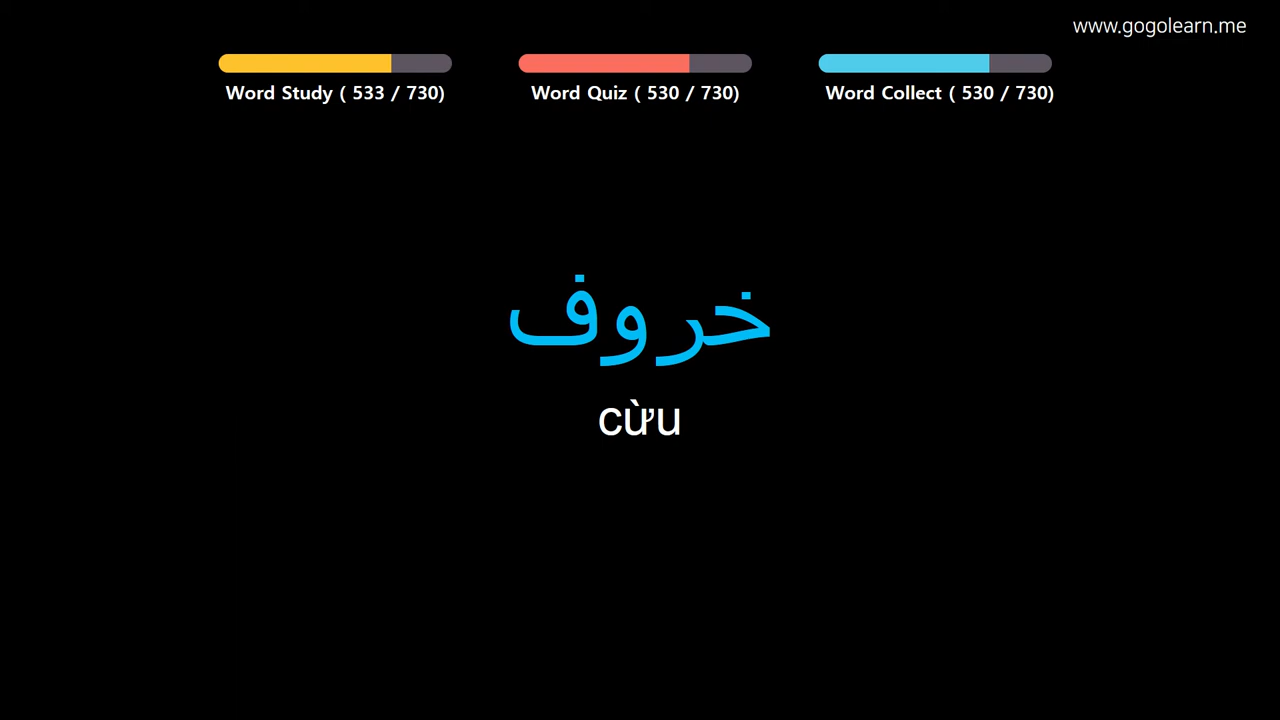 www.gogolearn.me
Word Study ( 533 / 730)
Word Quiz ( 530 / 730)
Word Collect ( 530 / 730)
خروف
cừu